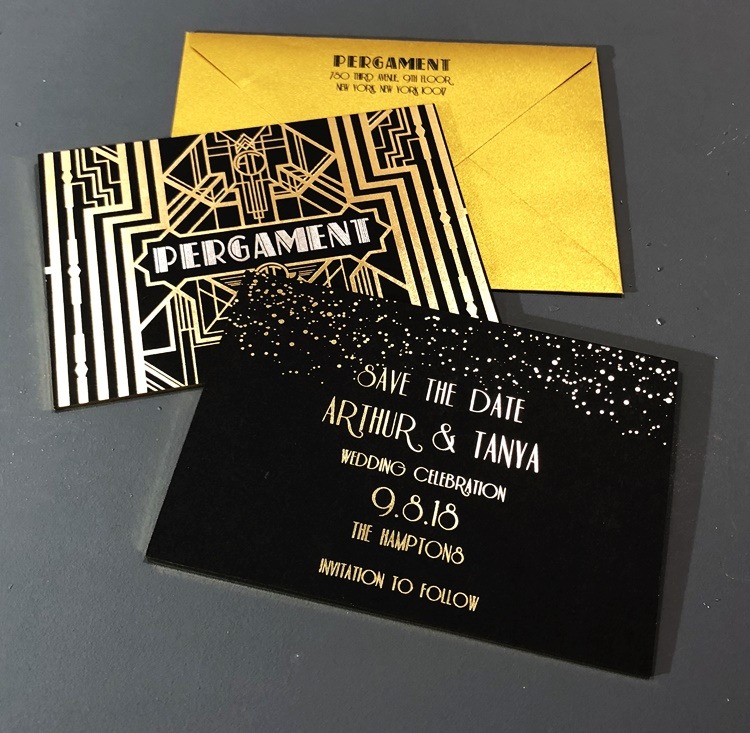 PERGAMENT
730 THIRD AVENUE, 9TH FLOOR,
NEW YORK, NEW YORK 10017
PERGAMENT
SAVE THE DATE
ARTHUR & TANYA
WEDDING CELEBRATION
9.8.18
THE HAMPTONS
INVITATION TO FOLLOW